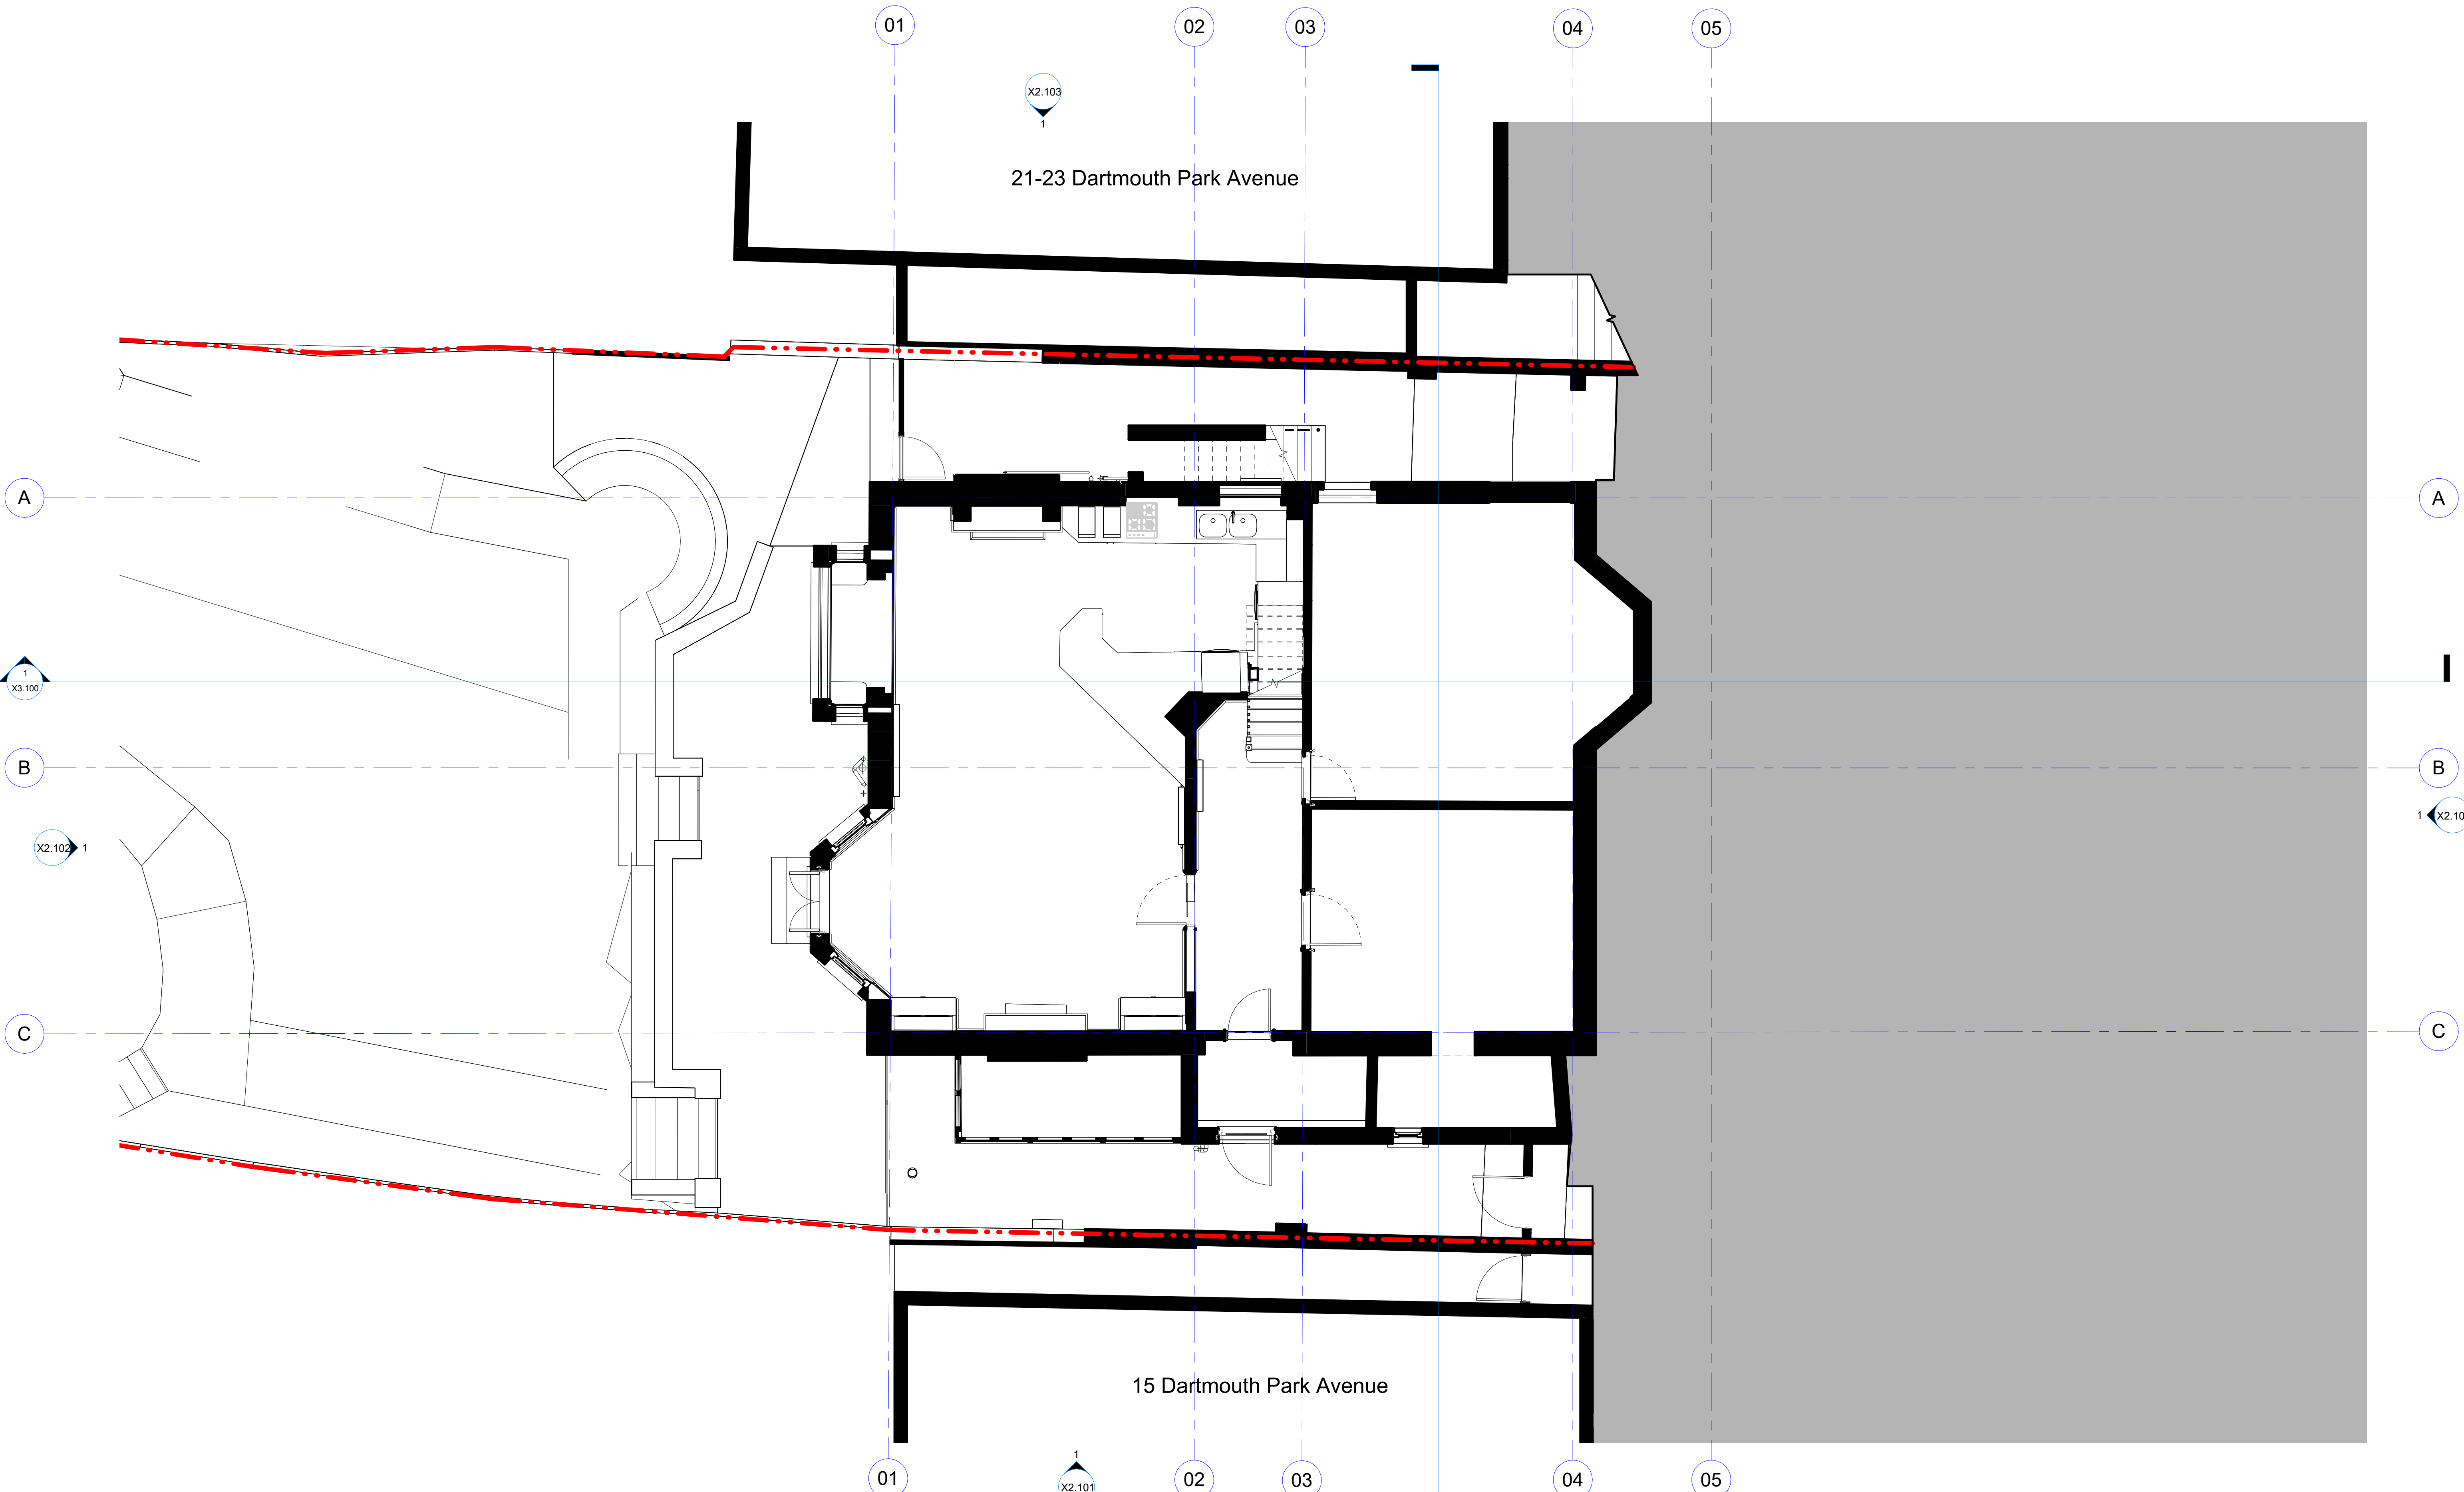 01
02
03
04
05
X2.103
1
21-23 Dartmouth Park Avenue
A
A
1
X3.100
B
B
X2.102
1
1
X2.10
C
C
15 Dartmouth Park Avenue
1
X2.101
01
02
03
04
05